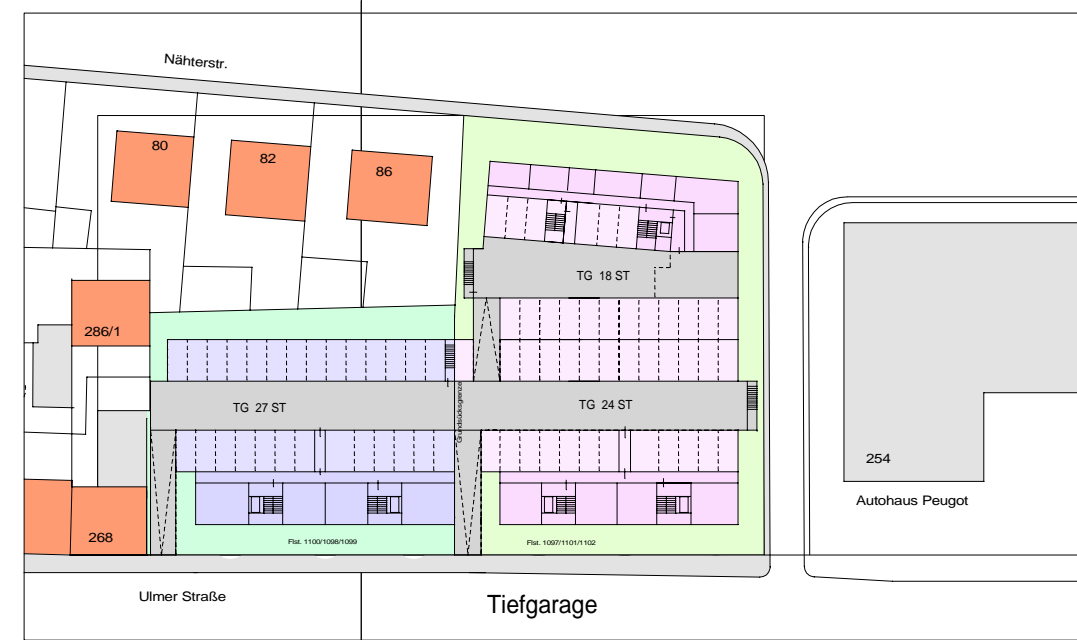 Nähterstr.
80
82
86
TG 18 ST
286/1
TG 27 ST
Grundsücksgrenze
TG 24 ST
254
Autohaus Peugot
268
Flst. 1100/1098/1099
Flst. 1097/1101/1102
Ulmer Straße
Tiefgarage